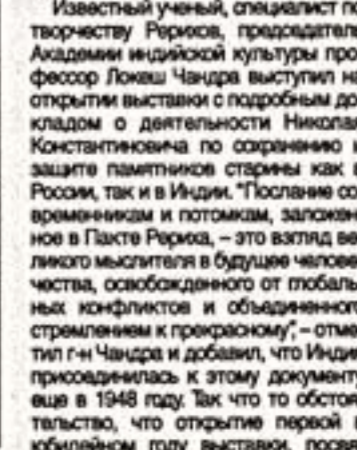 Известный ученый, специалист по
творчеству Рерихов, председатель
Академии индийской культуры про-
фессор Локеш Чандра выступил на
открытии выставки с подробным до-
кладом о деятельности Николая
Константиновича по сохранению и
защите памятников старины как в
России, так и в Индии. "Послание со-
временникам и потомкам, заложен-
ное в Пакте Рериха, – это взгляд ве-
ликого мыслителя в будущее челове-
чества, освобожденного от глобаль-
ных конфликтов и объединенного
стремлением к прекрасному", – отме-
тил г-н Чандра и добавил, что Индия
присоединилась к этому документу
еще в 1948 году. Так что то обстоя-
тельство, что открытие первой в
юбилейном году выставки, посвя-